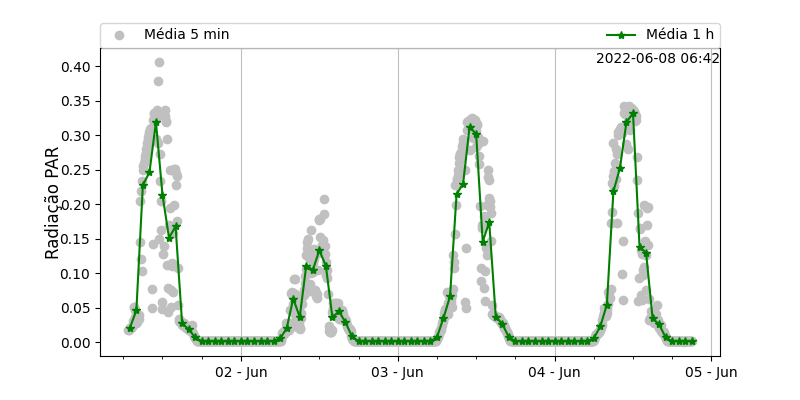 Média 5 min
Média 1 h
2022-06-08 06:42
Radiação PAR
0.40
0.35
0.30
0.25
0.20
0.15
0.10
0.05
0.00
02 - Jun
03 - Jun
04 - Jun
05 - Jun